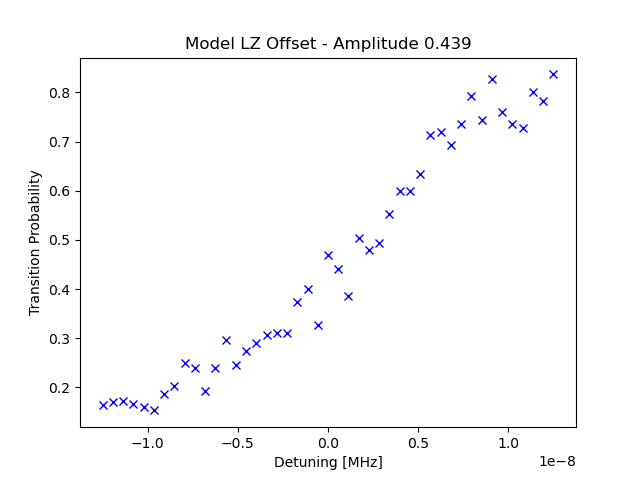 Model LZ Offset - Amplitude 0.439
Transition Probability
0.8
0.7
0.6
0.5
0.4
0.3
0.2
−1.0 −0.5 0.0 0.5 1.0
1e−8
Detuning [MHz]